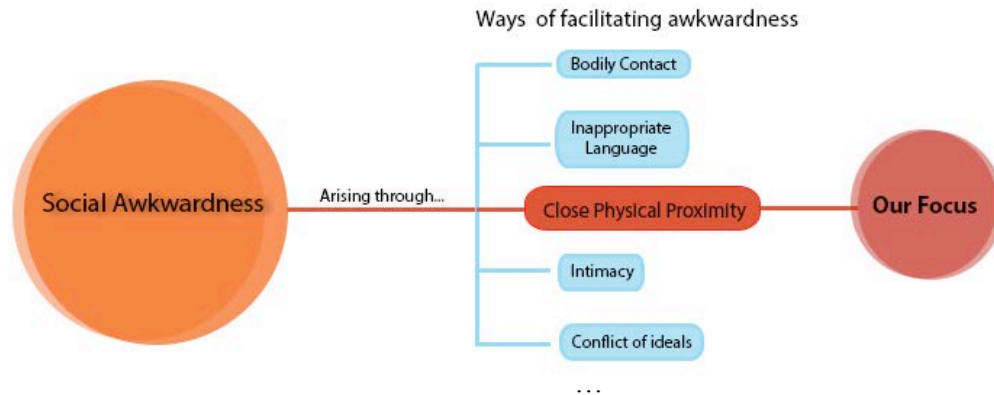 Ways of facilitating awkwardness
Bodily Contact
Inappropriate
Language
Social Awkwardness
Arising through...
Close Physical Proximity
Our Focus
Intimacy
Conflict of ideals
...